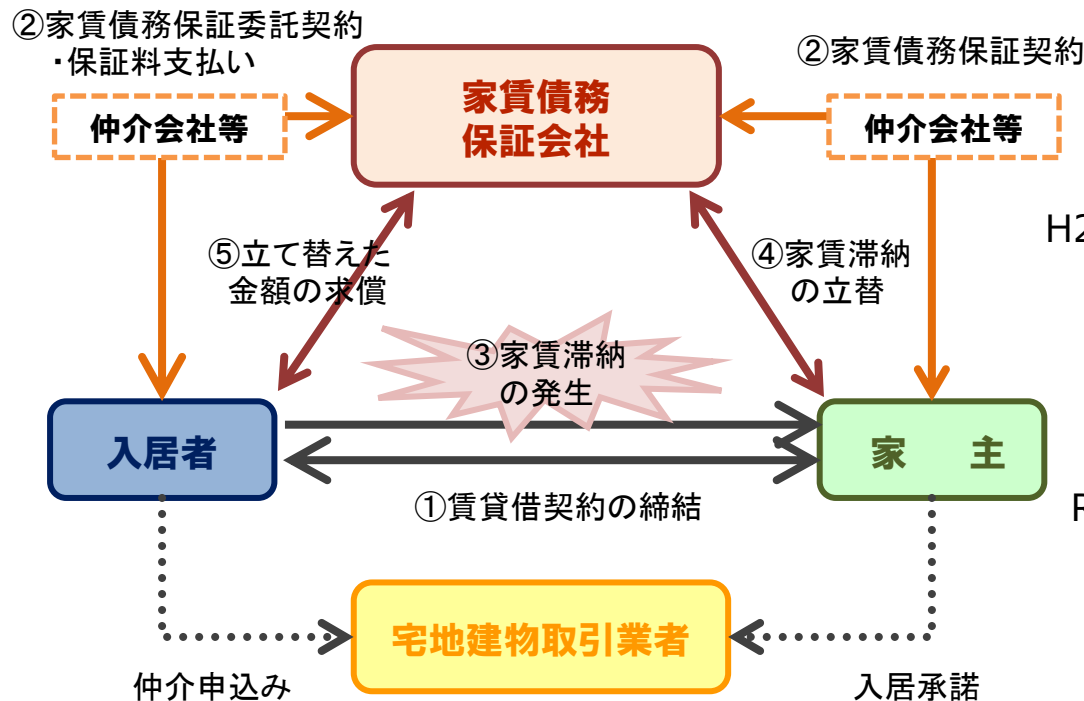 ②家賃債務保証委託契約
・保証料支払い
②家賃債務保証契約
家賃債務
保証会社
仲介会社等
仲介会社等
H2
⑤立て替えた
金額の求償
④家賃滞納
の立替
③家賃滞納
の発生
入居者
家　主
①賃貸借契約の締結
宅地建物取引業者
仲介申込み
入居承諾